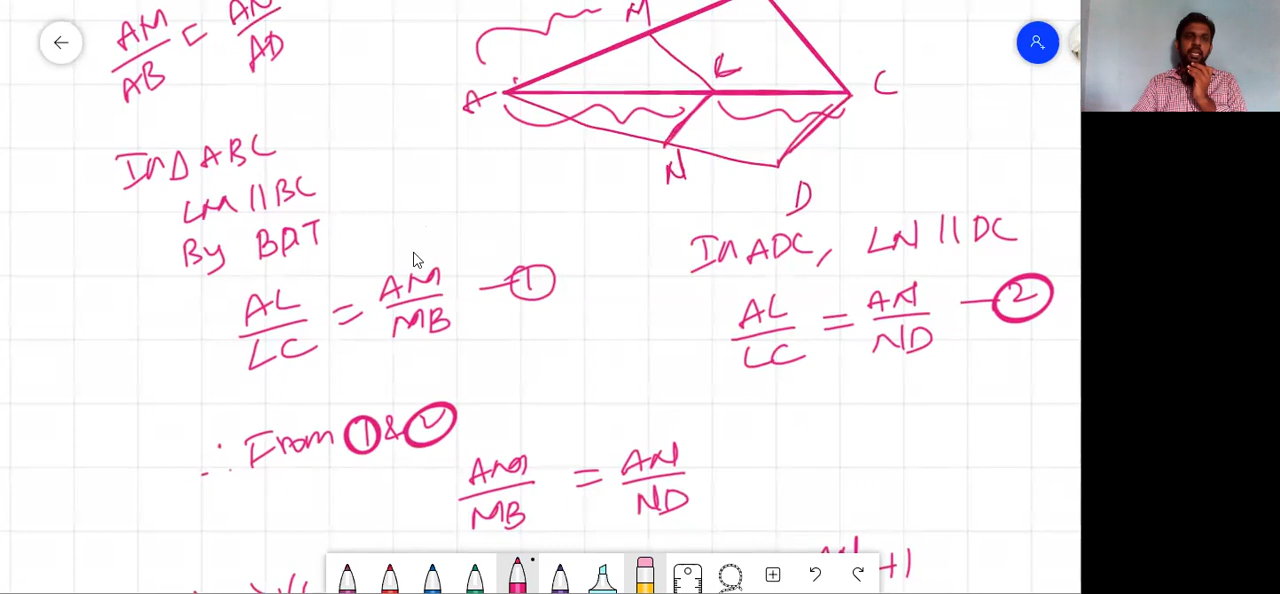 AM/AB = AN/AD
M
L
A
C
N
D
In Δ ABC
LM || BC
By BPT
AL/LC = AM/MB — ①
In ADC, LN || DC
AL/LC = AN/ND — ②
∴ From ① & ②
AM/MB = AN/ND
+1